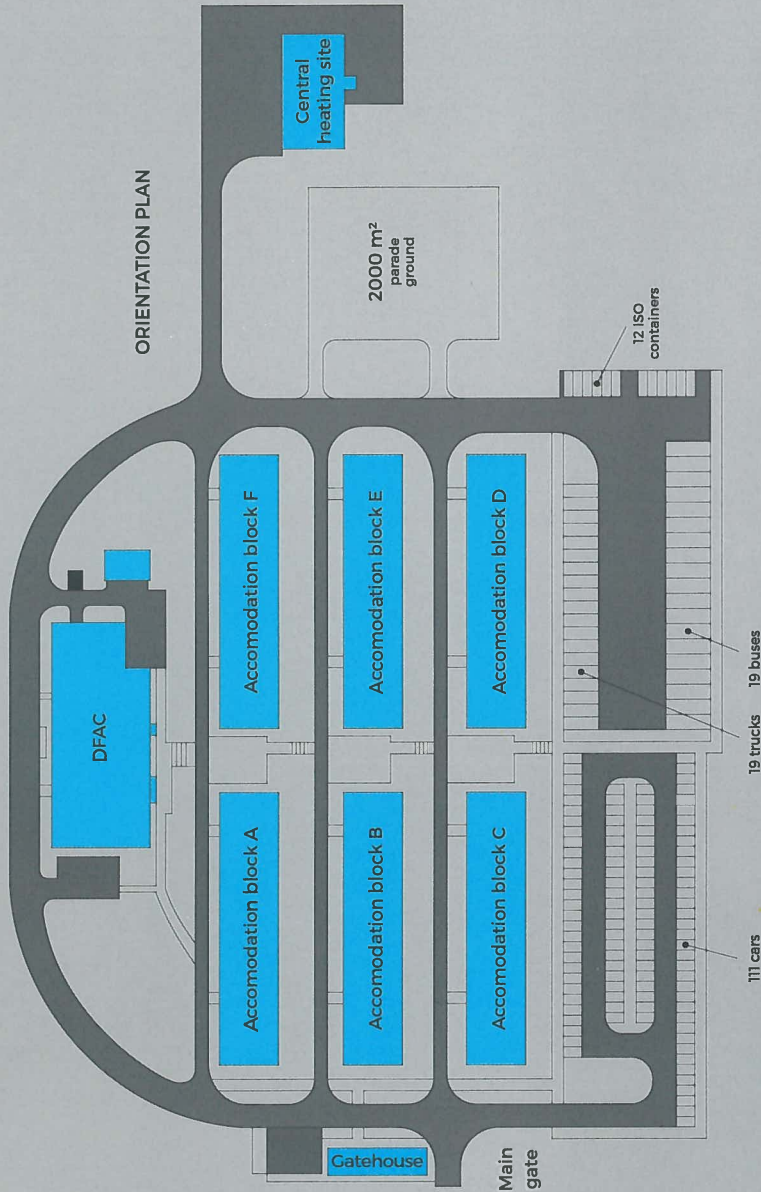 ORIENTATION PLAN
Central
heating site
2000 m²
parade
ground
12 ISO
containers
DFAC
Accomodation block F
Accomodation block E
Accomodation block D
Accomodation block A
Accomodation block B
Accomodation block C
19 trucks
19 buses
111 cars
Gatehouse
Main
gate